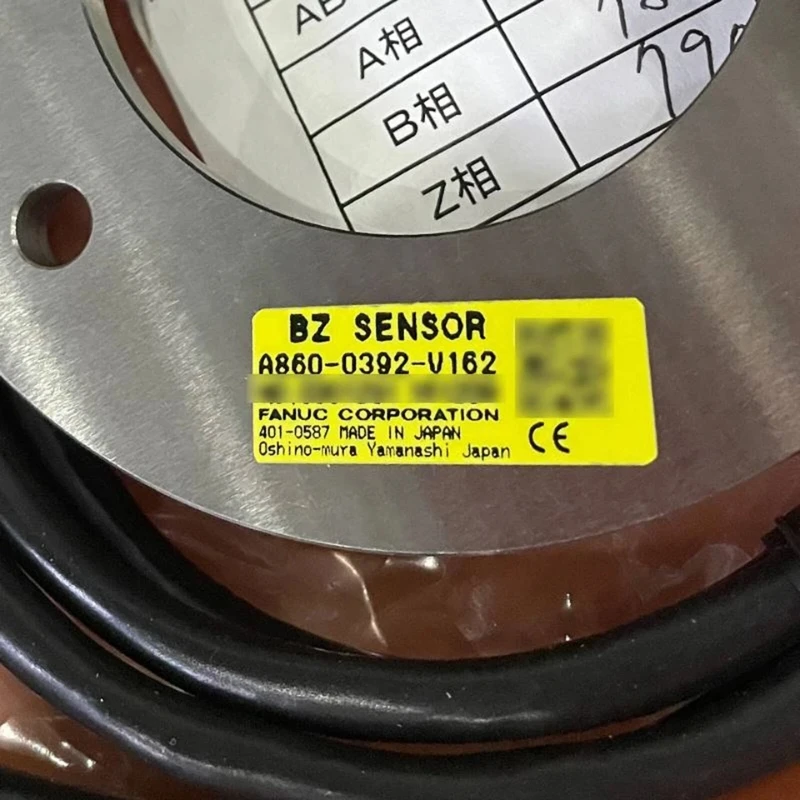 AB
A相
B相
Z相
BZ SENSOR
A860-0392-V162
FANUC CORPORATION
401-0587 MADE IN JAPAN
Oshino-mura Yamanashi Japan
CE